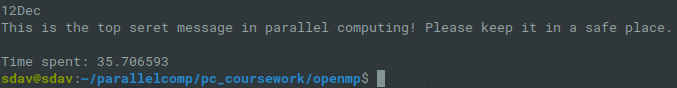 12Dec
This is the top seret message in parallel computing! Please keep it in a safe place.
Time spent: 35.706593
sdav@sdav:~/parallelcomp/pc_coursework/openmp$